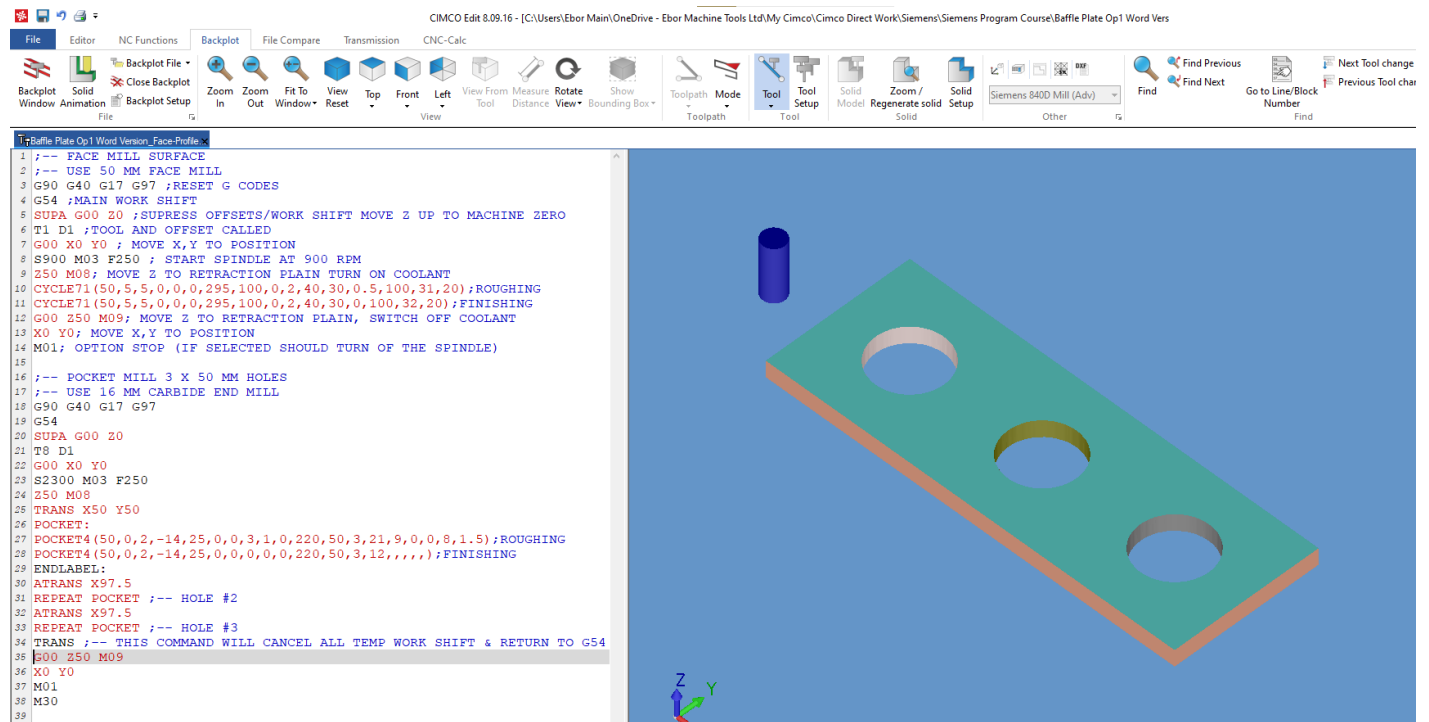 CIMCO Edit 8.09.16 - [C:\Users\Ebor Main\OneDrive - Ebor Machine Tools Ltd\My Cimco\Cimco Direct Work\Siemens\Siemens Program Course\Baffle Plate Op1 Word Vers
File Editor NC Functions Backplot File Compare Transmission CNC-Calc
Backplot Window
Solid Animation
Backplot File
Close Backplot
Backplot Setup
File
Zoom In
Zoom Out
Fit To Window
View Reset
Top
Front
Left
View From Tool
Measure Distance
Rotate View
Show Bounding Box
View
Toolpath
Mode
Toolpath
Tool
Tool Setup
Tool
Solid Model
Zoom / Regenerate solid
Solid Setup
Solid
Siemens 840D Mill (Adv)
Other
Find
Find Previous
Find Next
Go to Line/Block Number
Next Tool change
Previous Tool char
Find
Baffle Plate Op1 Word Version_Face-Profile
1 ;-- FACE MILL SURFACE
2 ;-- USE 50 MM FACE MILL
3 G90 G40 G17 G97 ;RESET G CODES
4 G54 ;MAIN WORK SHIFT
5 SUPA G00 Z0 ;SUPRESS OFFSETS/WORK SHIFT MOVE Z UP TO MACHINE ZERO
6 T1 D1 ;TOOL AND OFFSET CALLED
7 G00 X0 Y0 ; MOVE X,Y TO POSITION
8 S900 M03 F250 ; START SPINDLE AT 900 RPM
9 Z50 M08; MOVE Z TO RETRACTION PLAIN TURN ON COOLANT
10 CYCLE71(50,5,5,0,0,0,295,100,0,2,40,30,0.5,100,31,20);ROUGHING
11 CYCLE71(50,5,5,0,0,0,295,100,0,2,40,30,0,100,32,20);FINISHING
12 G00 Z50 M09; MOVE Z TO RETRACTION PLAIN, SWITCH OFF COOLANT
13 X0 Y0; MOVE X,Y TO POSITION
14 M01; OPTION STOP (IF SELECTED SHOULD TURN OF THE SPINDLE)
15
16 ;-- POCKET MILL 3 X 50 MM HOLES
17 ;-- USE 16 MM CARBIDE END MILL
18 G90 G40 G17 G97
19 G54
20 SUPA G00 Z0
21 T8 D1
22 G00 X0 Y0
23 S2300 M03 F250
24 Z50 M08
25 TRANS X50 Y50
26 POCKET:
27 POCKET4(50,0,2,-14,25,0,0,3,1,0,220,50,3,21,9,0,0,8,1.5);ROUGHING
28 POCKET4(50,0,2,-14,25,0,0,0,0,0,220,50,3,12,,,,,);FINISHING
29 ENDLABEL:
30 ATRANS X97.5
31 REPEAT POCKET ;-- HOLE #2
32 ATRANS X97.5
33 REPEAT POCKET ;-- HOLE #3
34 TRANS ;-- THIS COMMAND WILL CANCEL ALL TEMP WORK SHIFT & RETURN TO G54
35 G00 Z50 M09
36 X0 Y0
37 M01
38 M30
39
Z
Y